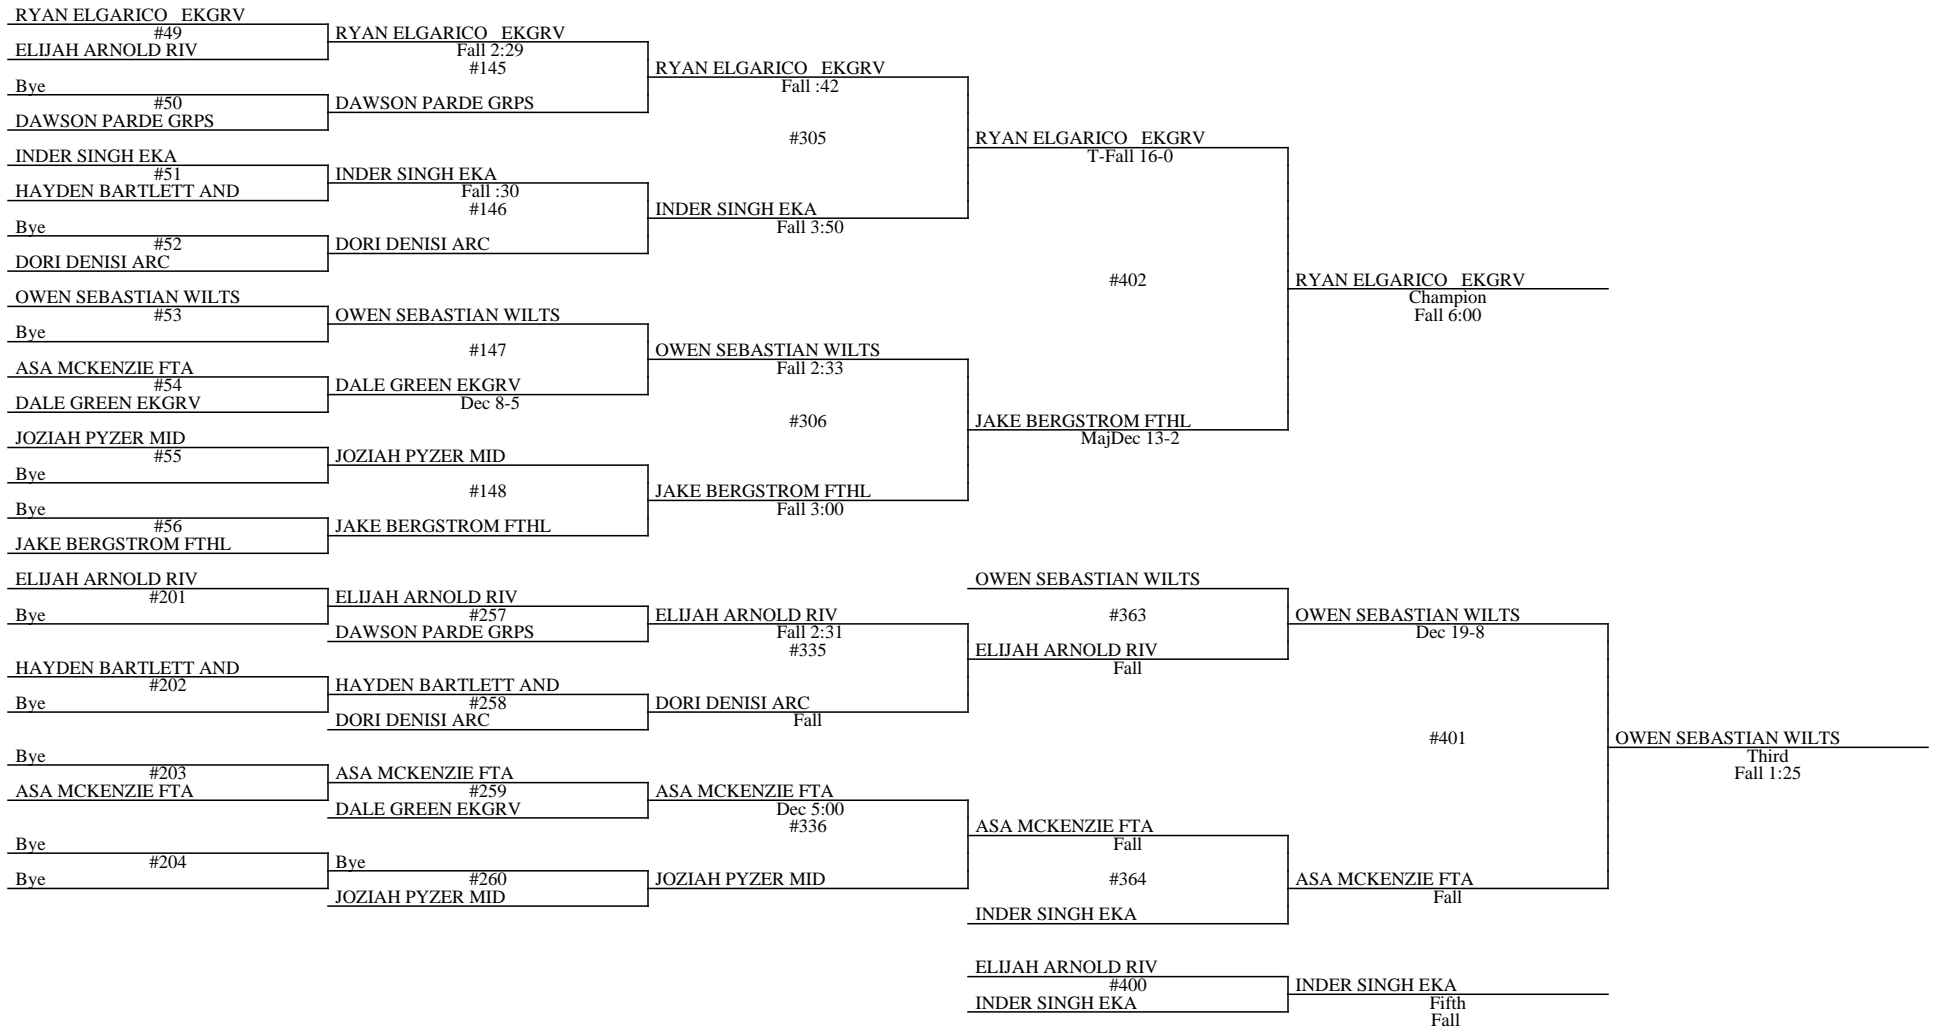 RYAN ELGARICO EKGRV
#49
ELIJAH ARNOLD RIV
Bye
#50
DAWSON PARDE GRPS
INDER SINGH EKA
#51
HAYDEN BARTLETT AND
Bye
#52
DORI DENISI ARC
OWEN SEBASTIAN WILTS
#53
Bye
ASA MCKENZIE FTA
#54
DALE GREEN EKGRV
JOZIAH PYZER MID
#55
Bye
Bye
#56
JAKE BERGSTROM FTHL
RYAN ELGARICO EKGRV
Fall 2:29
#145
DAWSON PARDE GRPS
INDER SINGH EKA
Fall :30
#146
DORI DENISI ARC
OWEN SEBASTIAN WILTS
#147
DALE GREEN EKGRV
Dec 8-5
JOZIAH PYZER MID
#148
JAKE BERGSTROM FTHL
RYAN ELGARICO EKGRV
Fall :42
#305
INDER SINGH EKA
Fall 3:50
OWEN SEBASTIAN WILTS
Fall 2:33
#306
JAKE BERGSTROM FTHL
Fall 3:00
RYAN ELGARICO EKGRV
T-Fall 16-0
#402
JAKE BERGSTROM FTHL
MajDec 13-2
RYAN ELGARICO EKGRV
Champion
Fall 6:00
ELIJAH ARNOLD RIV
#201
Bye
HAYDEN BARTLETT AND
#202
Bye
Bye
#203
ASA MCKENZIE FTA
Bye
#204
Bye
ELIJAH ARNOLD RIV
#257
DAWSON PARDE GRPS
HAYDEN BARTLETT AND
#258
DORI DENISI ARC
ASA MCKENZIE FTA
#259
DALE GREEN EKGRV
Bye
#260
JOZIAH PYZER MID
ELIJAH ARNOLD RIV
Fall 2:31
#335
DORI DENISI ARC
Fall
ASA MCKENZIE FTA
Dec 5:00
#336
JOZIAH PYZER MID
OWEN SEBASTIAN WILTS
#363
ELIJAH ARNOLD RIV
Fall
ASA MCKENZIE FTA
Fall
#364
INDER SINGH EKA
OWEN SEBASTIAN WILTS
Dec 19-8
#401
ASA MCKENZIE FTA
Fall
OWEN SEBASTIAN WILTS
Third
Fall 1:25
ELIJAH ARNOLD RIV
#400
INDER SINGH EKA
INDER SINGH EKA
Fifth
Fall